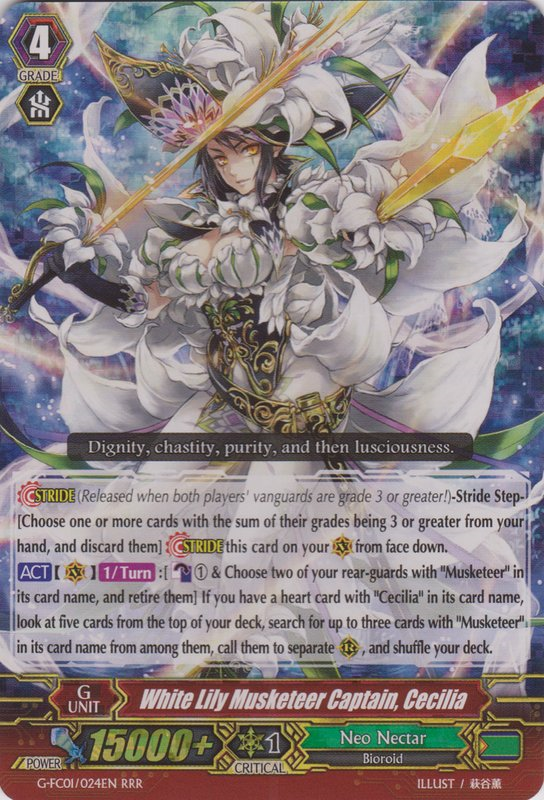 4
GRADE
Dignity, chastity, purity, and then lusciousness.
STRIDE (Released when both players' vanguards are grade 3 or greater!)-Stride Step-
[Choose one or more cards with the sum of their grades being 3 or greater from
your hand, and discard them] STRIDE this card on your V from face down.
ACT【V】1/Turn :[①& Choose two of your rear-guards with "Musketeer" in
its card name, and retire them] If you have a heart card with "Cecilia" in its card name,
look at five cards from the top of your deck, search for up to three cards with "Musketeer"
in its card name from among them, call them to separate R, and shuffle your deck.
G
UNIT
White Lily Musketeer Captain, Cecilia
POWER 15000+ 1 CRITICAL
Neo Nectar
Bioroid
G-FC01/024EN RRR
ILLUST / 萩谷薫